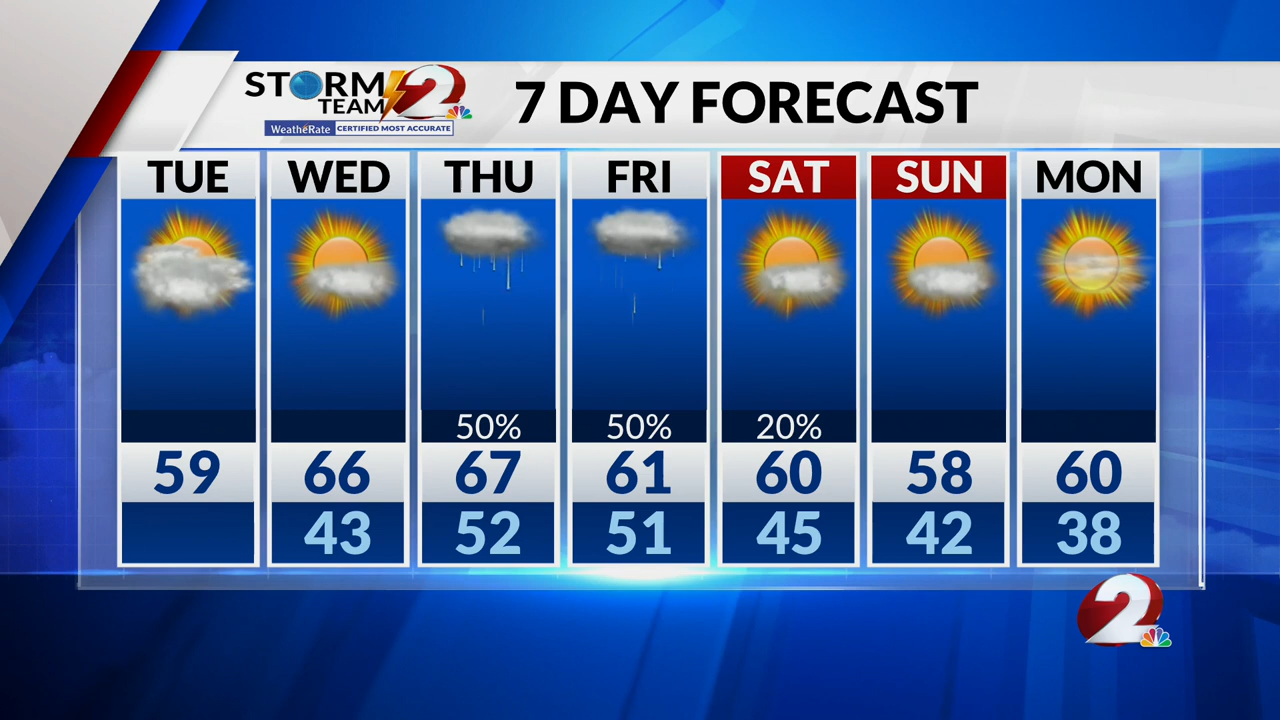 STORM TEAM 2
WeatheRate CERTIFIED MOST ACCURATE
7 DAY FORECAST
TUE WED THU FRI SAT SUN MON
50% 50% 20%
59 66 67 61 60 58 60
43 52 51 45 42 38
2